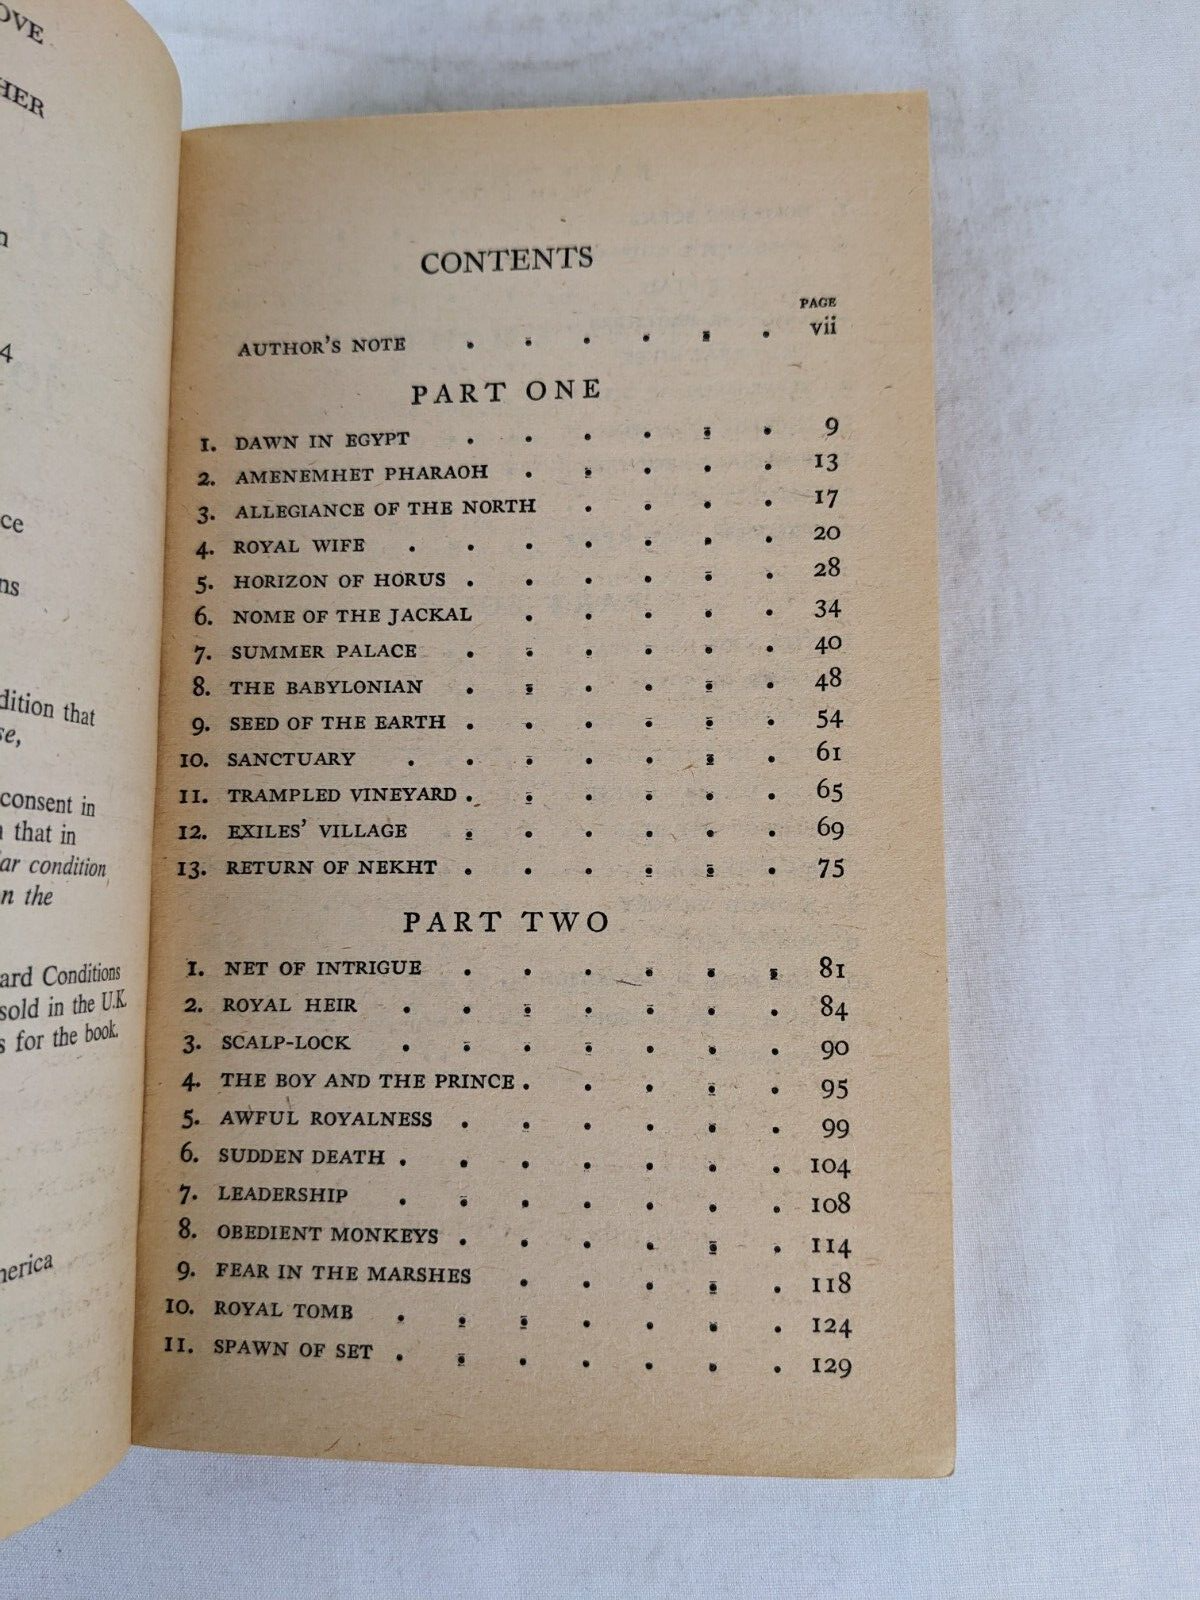 OVE
HER
4
ce
ns
dition that
se,
consent in
that in
ar condition
n the
ard Conditions
sold in the U.K.
s for the book.
nerica
CONTENTS
PAGE
AUTHOR'S NOTE . . . . . . vii
PART ONE
1. DAWN IN EGYPT . . . . . . 9
2. AMENEMHET PHARAOH . . . . . 13
3. ALLEGIANCE OF THE NORTH . . . . 17
4. ROYAL WIFE . . . . . . . 20
5. HORIZON OF HORUS . . . . . . 28
6. NOME OF THE JACKAL . . . . . 34
7. SUMMER PALACE . . . . . . 40
8. THE BABYLONIAN . . . . . . 48
9. SEED OF THE EARTH . . . . . . 54
10. SANCTUARY . . . . . . . 61
11. TRAMPLED VINEYARD . . . . . . 65
12. EXILES' VILLAGE . . . . . . 69
13. RETURN OF NEKHT . . . . . . 75
PART TWO
1. NET OF INTRIGUE . . . . . . 81
2. ROYAL HEIR . . . . . . . 84
3. SCALP-LOCK . . . . . . . 90
4. THE BOY AND THE PRINCE . . . . . 95
5. AWFUL ROYALNESS . . . . . . 99
6. SUDDEN DEATH . . . . . . . 104
7. LEADERSHIP . . . . . . . 108
8. OBEDIENT MONKEYS . . . . . . 114
9. FEAR IN THE MARSHES . . . . . 118
10. ROYAL TOMB . . . . . . . 124
11. SPAWN OF SET . . . . . . . 129